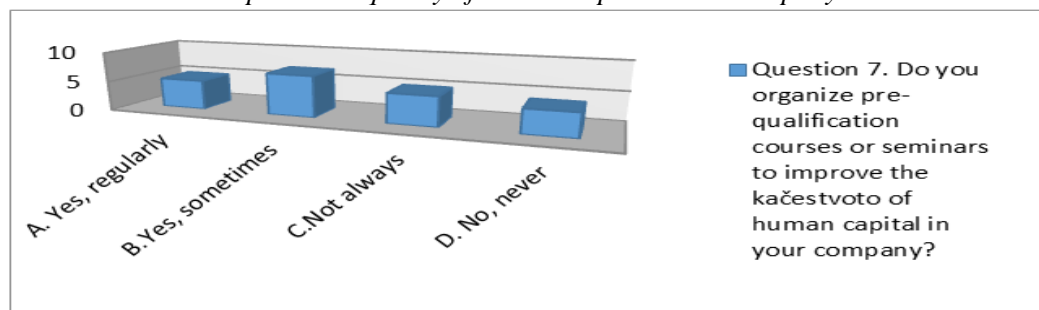 10
5
0
A. Yes, regularly
B.Yes, sometimes
C.Not always
D. No, never
Question 7. Do you
organize pre-
qualification
courses or seminars
to improve the
kačestvoto of
human capital in
your company?